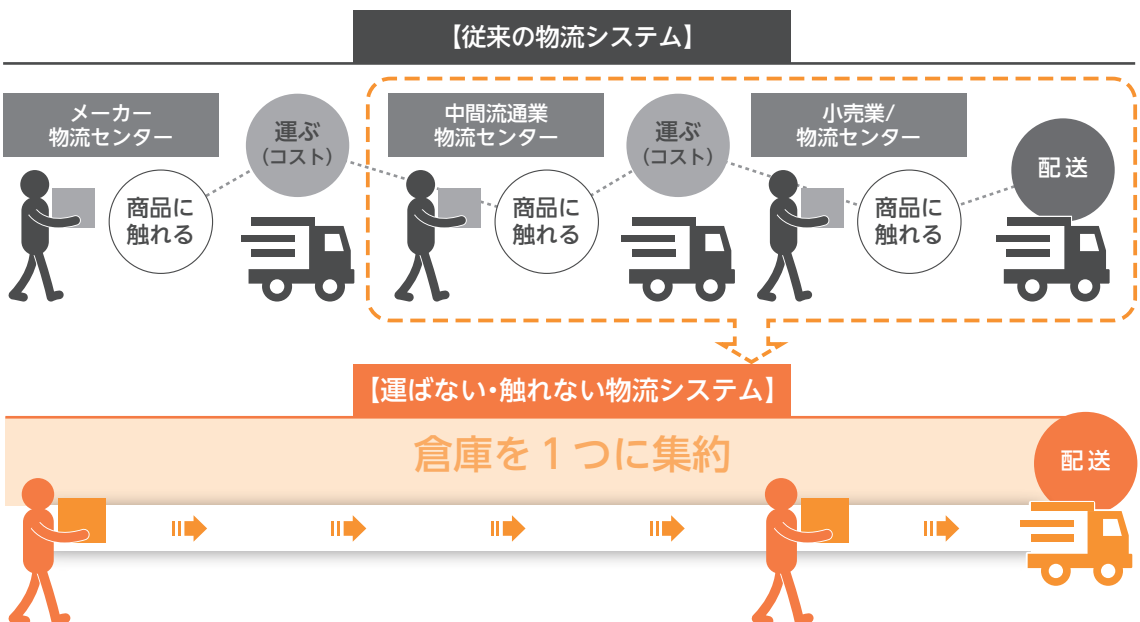 【従来の物流システム】
メーカー
物流センター
商品に
触れる
運ぶ
(コスト)
中間流通業
物流センター
商品に
触れる
運ぶ
(コスト)
小売業/
物流センター
商品に
触れる
配送
【運ばない・触れない物流システム】
倉庫を1つに集約
配送